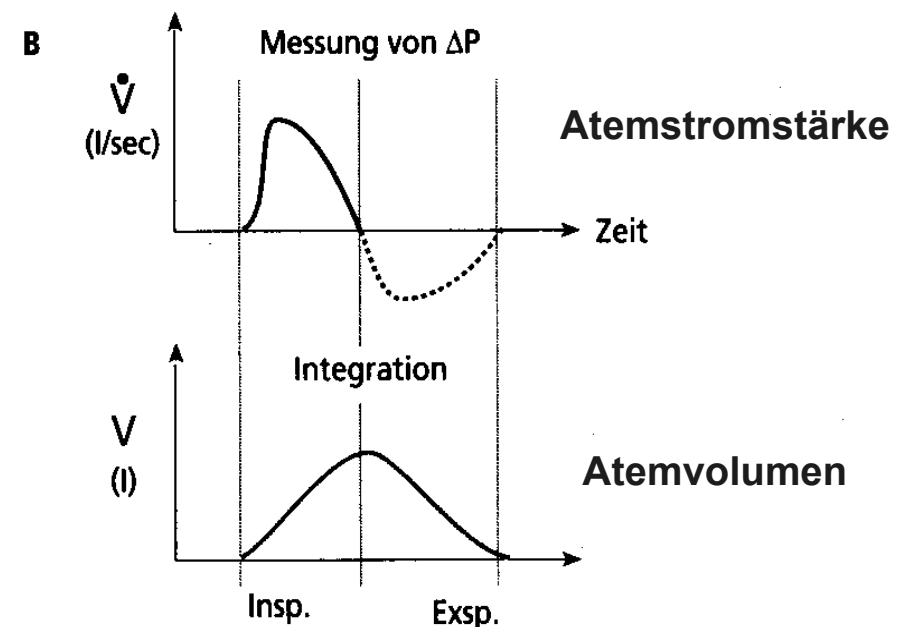 B
Messung von ΔP
V̇
(l/sec)
Atemstromstärke
Zeit
Integration
V
(l)
Atemvolumen
Insp.
Exsp.